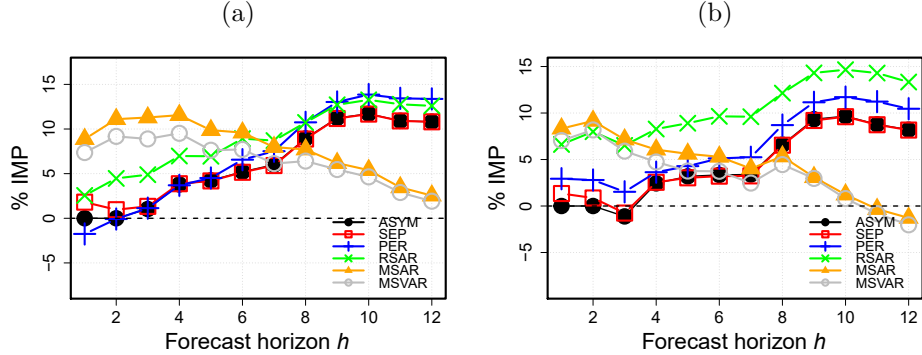 (a)
(b)
% IMP
15
10
5
0
−5
ASYM
SEP
PER
RSAR
MSAR
MSVAR
2 4 6 8 10 12
Forecast horizon h
% IMP
15
10
5
0
−5
ASYM
SEP
PER
RSAR
MSAR
MSVAR
2 4 6 8 10 12
Forecast horizon h